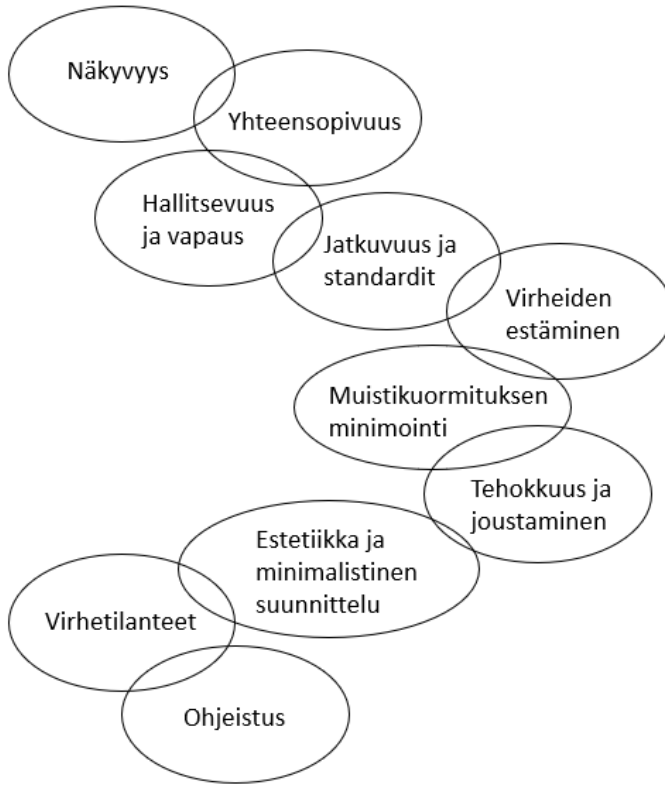 Näkyvyys
Yhteensopivuus
Hallitsevuus
ja vapaus
Jatkuvuus ja
standardit
Virheiden
estäminen
Muistikuormituksen
minimointi
Tehokkuus ja
joustaminen
Estetiikka ja
minimalistinen
suunnittelu
Virhetilanteet
Ohjeistus